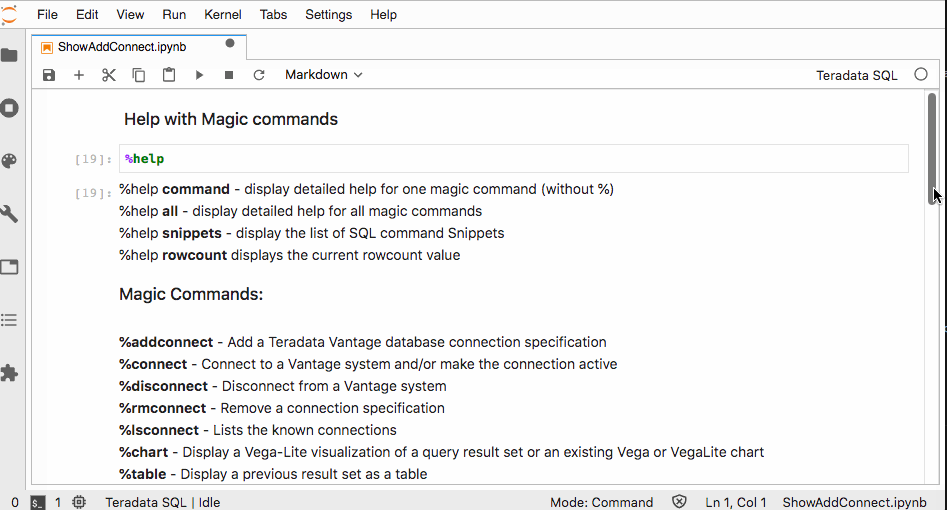 File Edit View Run Kernel Tabs Settings Help
ShowAddConnect.ipynb
Markdown
Teradata SQL
Help with Magic commands
[19]: %help
[19]: %help command - display detailed help for one magic command (without %)
%help all - display detailed help for all magic commands
%help snippets - display the list of SQL command Snippets
%help rowcount displays the current rowcount value
Magic Commands:
%addconnect - Add a Teradata Vantage database connection specification
%connect - Connect to a Vantage system and/or make the connection active
%disconnect - Disconnect from a Vantage system
%rmconnect - Remove a connection specification
%lsconnect - Lists the known connections
%chart - Display a Vega-Lite visualization of a query result set or an existing Vega or VegaLite chart
%table - Display a previous result set as a table
0 $_ 1 Teradata SQL | Idle Mode: Command Ln 1, Col 1 ShowAddConnect.ipynb